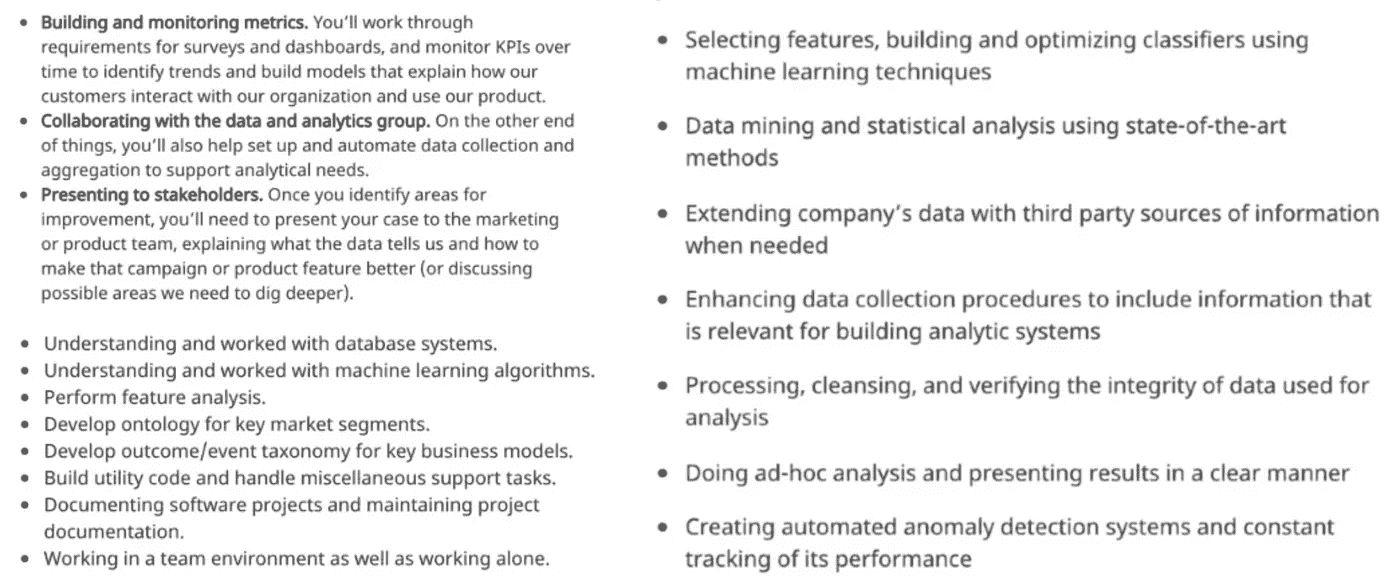 • Building and monitoring metrics. You'll work through
requirements for surveys and dashboards, and monitor KPIs over
time to identify trends and build models that explain how our
customers interact with our organization and use our product.
• Collaborating with the data and analytics group. On the other end
of things, you'll also help set up and automate data collection and
aggregation to support analytical needs.
• Presenting to stakeholders. Once you identify areas for
improvement, you'll need to present your case to the marketing
or product team, explaining what the data tells us and how to
make that campaign or product feature better (or discussing
possible areas we need to dig deeper).
• Understanding and worked with database systems.
• Understanding and worked with machine learning algorithms.
• Perform feature analysis.
• Develop ontology for key market segments.
• Develop outcome/event taxonomy for key business models.
• Build utility code and handle miscellaneous support tasks.
• Documenting software projects and maintaining project
documentation.
• Working in a team environment as well as working alone.
• Selecting features, building and optimizing classifiers using
machine learning techniques
• Data mining and statistical analysis using state-of-the-art
methods
• Extending company's data with third party sources of information
when needed
• Enhancing data collection procedures to include information that
is relevant for building analytic systems
• Processing, cleansing, and verifying the integrity of data used for
analysis
• Doing ad-hoc analysis and presenting results in a clear manner
• Creating automated anomaly detection systems and constant
tracking of its performance